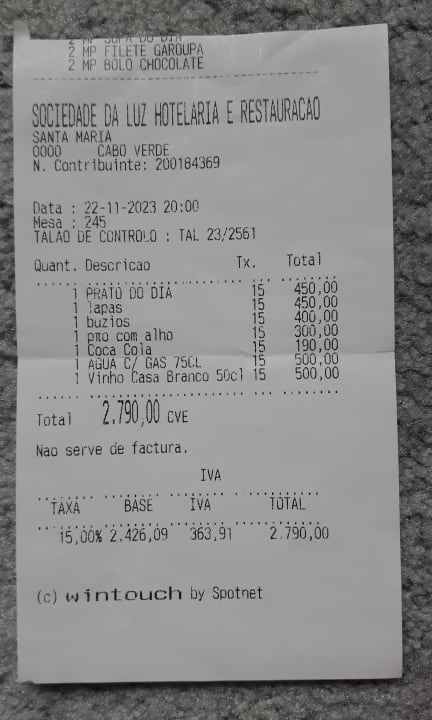 2 MP SOPA DO DIA
2 MP FILETE GAROUPA
2 MP BOLO CHOCOLATE
SOCIEDADE DA LUZ HOTELARIA E RESTAURACAO
SANTA MARIA
0000 CABO VERDE
N. Contribuinte: 200184369
Data : 22-11-2023 20:00
Mesa : 245
TALAO DE CONTROLO : TAL 23/2561
Quant. Descricao Tx. Total
1 PRATO DO DIA 15 450,00
1 lapas 15 450,00
1 buzios 15 400,00
1 pmo com alho 15 300,00
1 Coca Cola 15 190,00
1 AGUA C/ GAS 75CL 15 500,00
1 Vinho Casa Branco 50cl 15 500,00
Total 2.790,00 CVE
Nao serve de factura.
IVA
TAXA BASE IVA TOTAL
15,00% 2.426,09 363,91 2.790,00
(c) wintouch by Spotnet